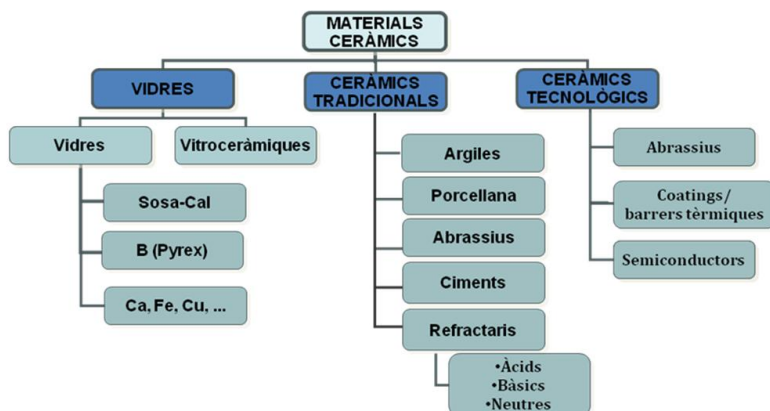 MATERIALS
CERÀMICS
VIDRES
CERÀMICS
TRADICIONALS
CERÀMICS
TECNOLÓGICS
Vidres
Vitroceràmiques
Sosa-Cal
B (Pyrex)
Ca, Fe, Cu, ...
Argiles
Porcellana
Abrassius
Ciments
Refractaris
•Àcids
•Bàsics
•Neutres
Abrassius
Coatings/
barrers tèrmiques
Semiconductors